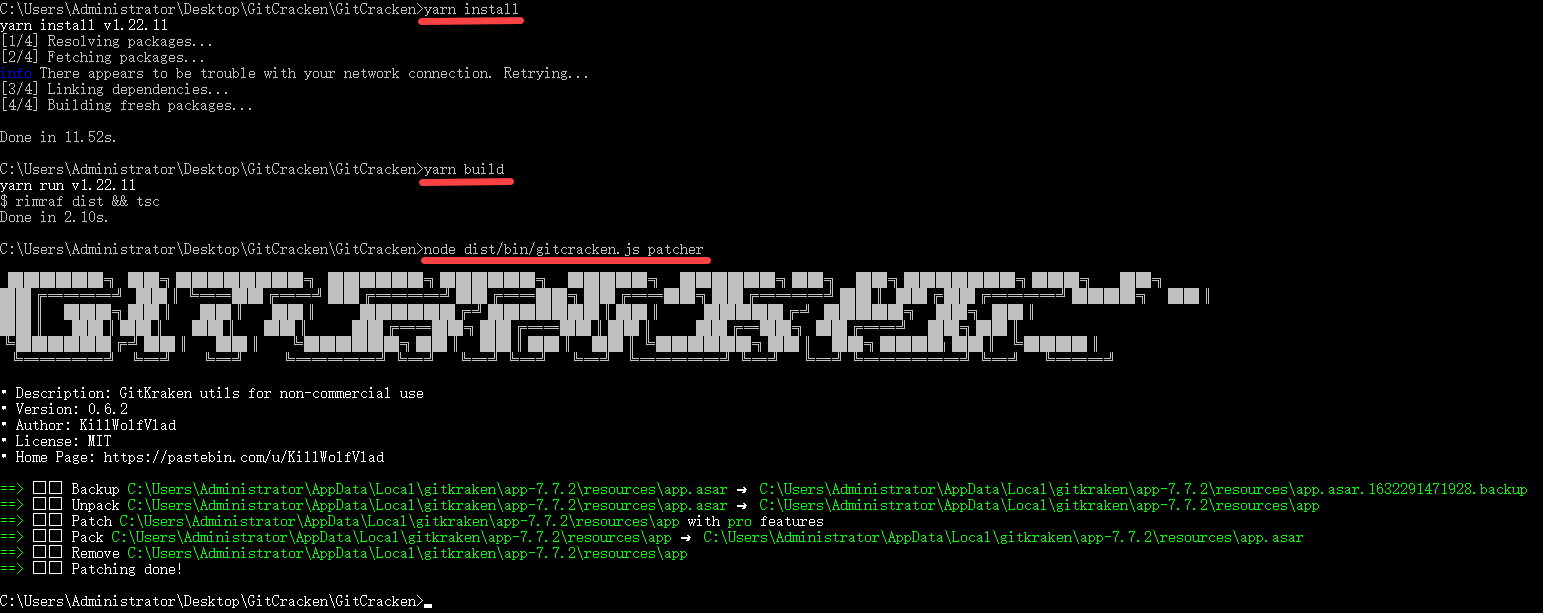 C:\Users\Administrator\Desktop\GitCracken\GitCracken>yarn install
yarn install v1.22.11
[1/4] Resolving packages...
[2/4] Fetching packages...
info There appears to be trouble with your network connection. Retrying...
[3/4] Linking dependencies...
[4/4] Building fresh packages...
Done in 11.52s.
C:\Users\Administrator\Desktop\GitCracken\GitCracken>yarn build
yarn run v1.22.11
$ rimraf dist && tsc
Done in 2.10s.
C:\Users\Administrator\Desktop\GitCracken\GitCracken>node dist/bin/gitcracken.js patcher
• Description: GitKraken utils for non-commercial use
• Version: 0.6.2
• Author: KillWolfVlad
• License: MIT
• Home Page: https://pastebin.com/u/KillWolfVlad
==> □□ Backup C:\Users\Administrator\AppData\Local\gitkraken\app-7.7.2\resources\app.asar → C:\Users\Administrator\AppData\Local\gitkraken\app-7.7.2\resources\app.asar.1632291471928.backup
==> □□ Unpack C:\Users\Administrator\AppData\Local\gitkraken\app-7.7.2\resources\app.asar → C:\Users\Administrator\AppData\Local\gitkraken\app-7.7.2\resources\app
==> □□ Patch C:\Users\Administrator\AppData\Local\gitkraken\app-7.7.2\resources\app with pro features
==> □□ Pack C:\Users\Administrator\AppData\Local\gitkraken\app-7.7.2\resources\app → C:\Users\Administrator\AppData\Local\gitkraken\app-7.7.2\resources\app.asar
==> □□ Remove C:\Users\Administrator\AppData\Local\gitkraken\app-7.7.2\resources\app
==> □□ Patching done!
C:\Users\Administrator\Desktop\GitCracken\GitCracken>